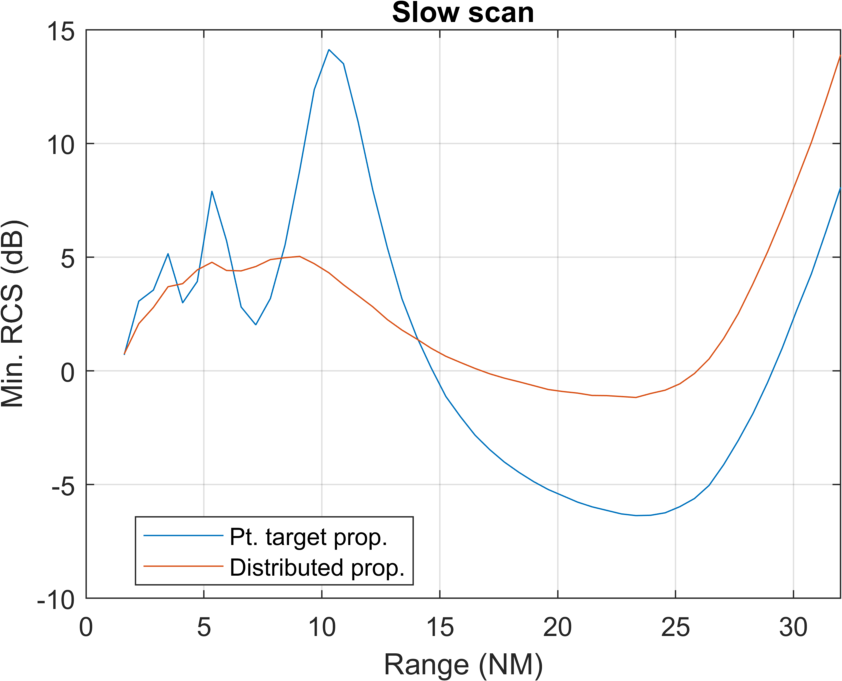 Slow scan
15
10
5
0
-5
-10
Min. RCS (dB)
Pt. target prop.
Distributed prop.
0 5 10 15 20 25 30
Range (NM)